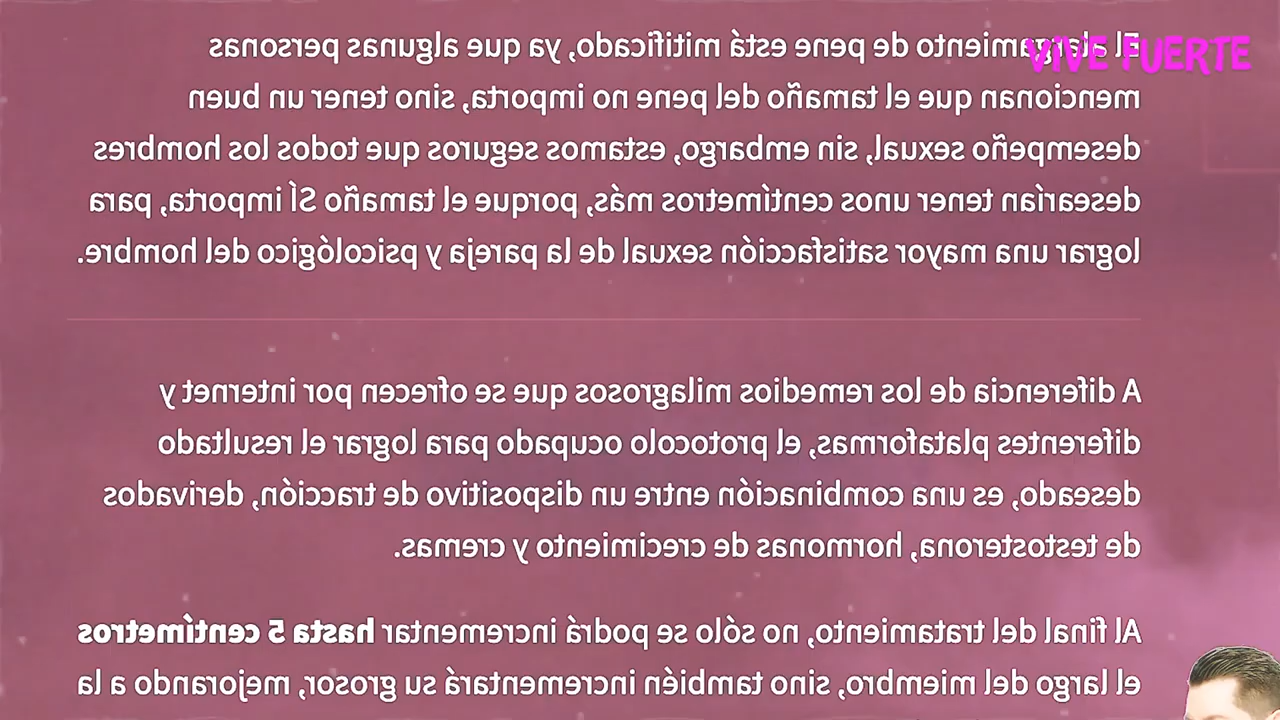 VIVE FUERTE
El alargamiento de pene está mitificado, ya que algunas personas
mencionan que el tamaño del pene no importa, sino tener un buen
desempeño sexual, sin embargo, estamos seguros que todos los hombres
desearían tener unos centímetros más, porque el tamaño SÍ importa, para
lograr una mayor satisfacción sexual de la pareja y psicológico del hombre.
A diferencia de los remedios milagrosos que se ofrecen por internet y
diferentes plataformas, el protocolo ocupado para lograr el resultado
deseado, es una combinación entre un dispositivo de tracción, derivados
de testosterona, hormonas de crecimiento y cremas.
Al final del tratamiento, no sólo se podrá incrementar hasta 5 centímetros
el largo del miembro, sino también incrementará su grosor, mejorando a la